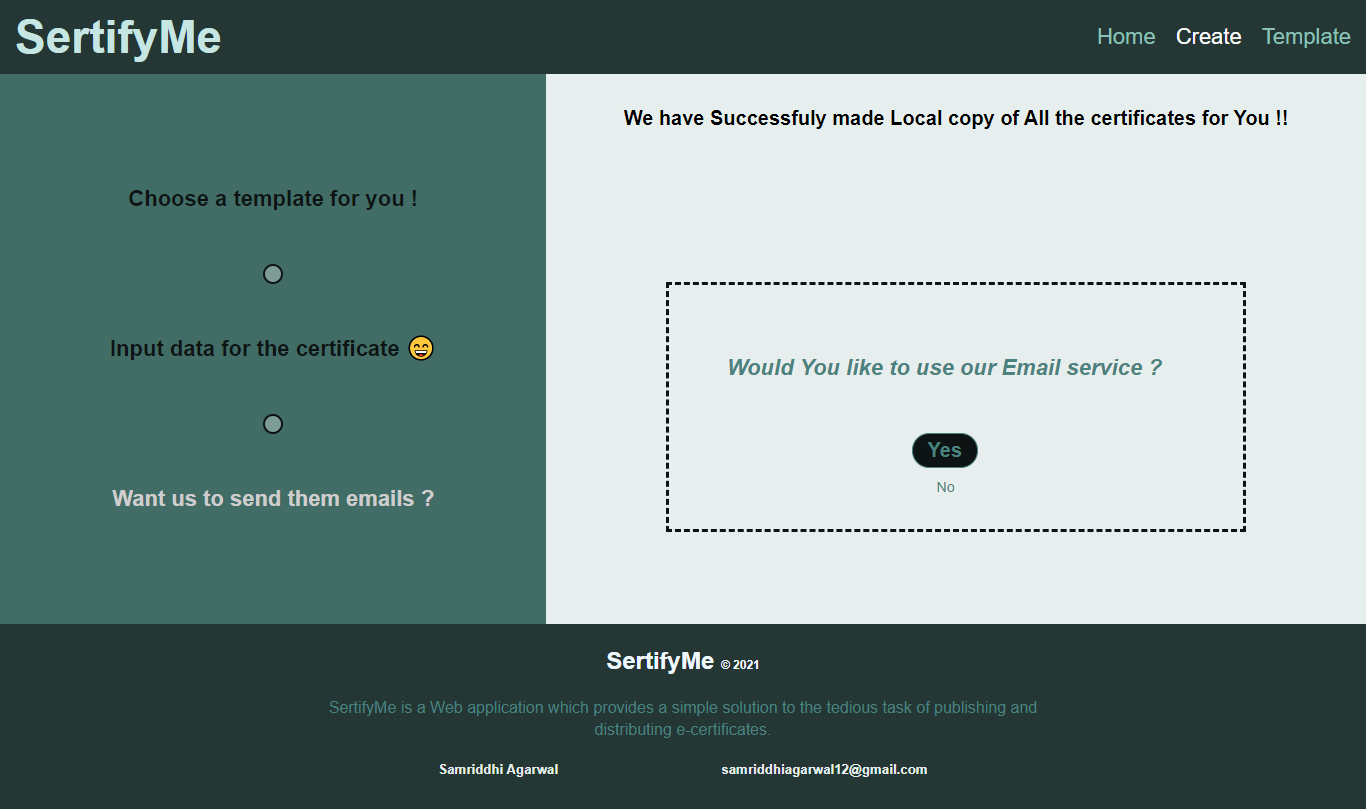 SertifyMe
Home Create Template
Choose a template for you !
Input data for the certificate 😄
Want us to send them emails ?
We have Successfuly made Local copy of All the certificates for You !!
Would You like to use our Email service ?
Yes
No
SertifyMe © 2021
SertifyMe is a Web application which provides a simple solution to the tedious task of publishing and
distributing e-certificates.
Samriddhi Agarwal samriddhiagarwal12@gmail.com